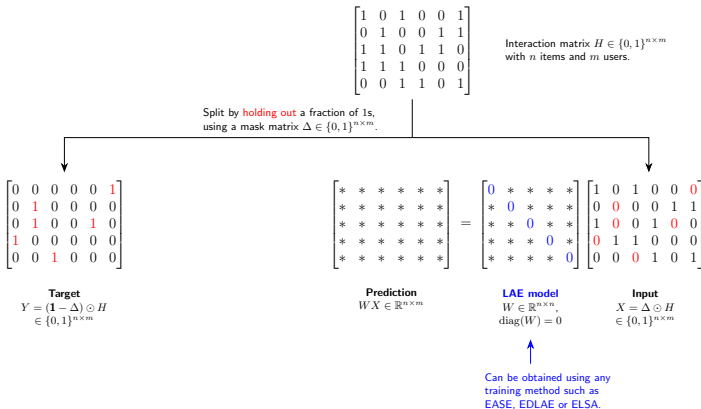 1 0 1 0 0 1
0 1 0 0 1 1
1 1 0 1 1 0
1 1 1 0 0 0
0 0 1 1 0 1
Interaction matrix H ∈ {0, 1}^{n×m}
with n items and m users.
Split by holding out a fraction of 1s,
using a mask matrix Δ ∈ {0, 1}^{n×m}.
0 0 0 0 0 1
0 1 0 0 0 0
0 1 0 0 1 0
1 0 0 0 0 0
0 0 1 0 0 0
Target
Y = (1 − Δ) ⊙ H
∈ {0, 1}^{n×m}
∗ ∗ ∗ ∗ ∗ ∗
∗ ∗ ∗ ∗ ∗ ∗
∗ ∗ ∗ ∗ ∗ ∗
∗ ∗ ∗ ∗ ∗ ∗
∗ ∗ ∗ ∗ ∗ ∗
Prediction
WX ∈ ℝ^{n×m}
=
0 ∗ ∗ ∗ ∗
∗ 0 ∗ ∗ ∗
∗ ∗ 0 ∗ ∗
∗ ∗ ∗ 0 ∗
∗ ∗ ∗ ∗ 0
LAE model
W ∈ ℝ^{n×n},
diag(W) = 0
1 0 1 0 0 0
0 0 0 0 1 1
1 0 0 1 0 0
0 1 1 0 0 0
0 0 0 1 0 1
Input
X = Δ ⊙ H
∈ {0, 1}^{n×m}
Can be obtained using any
training method such as
EASE, EDLAE or ELSA.